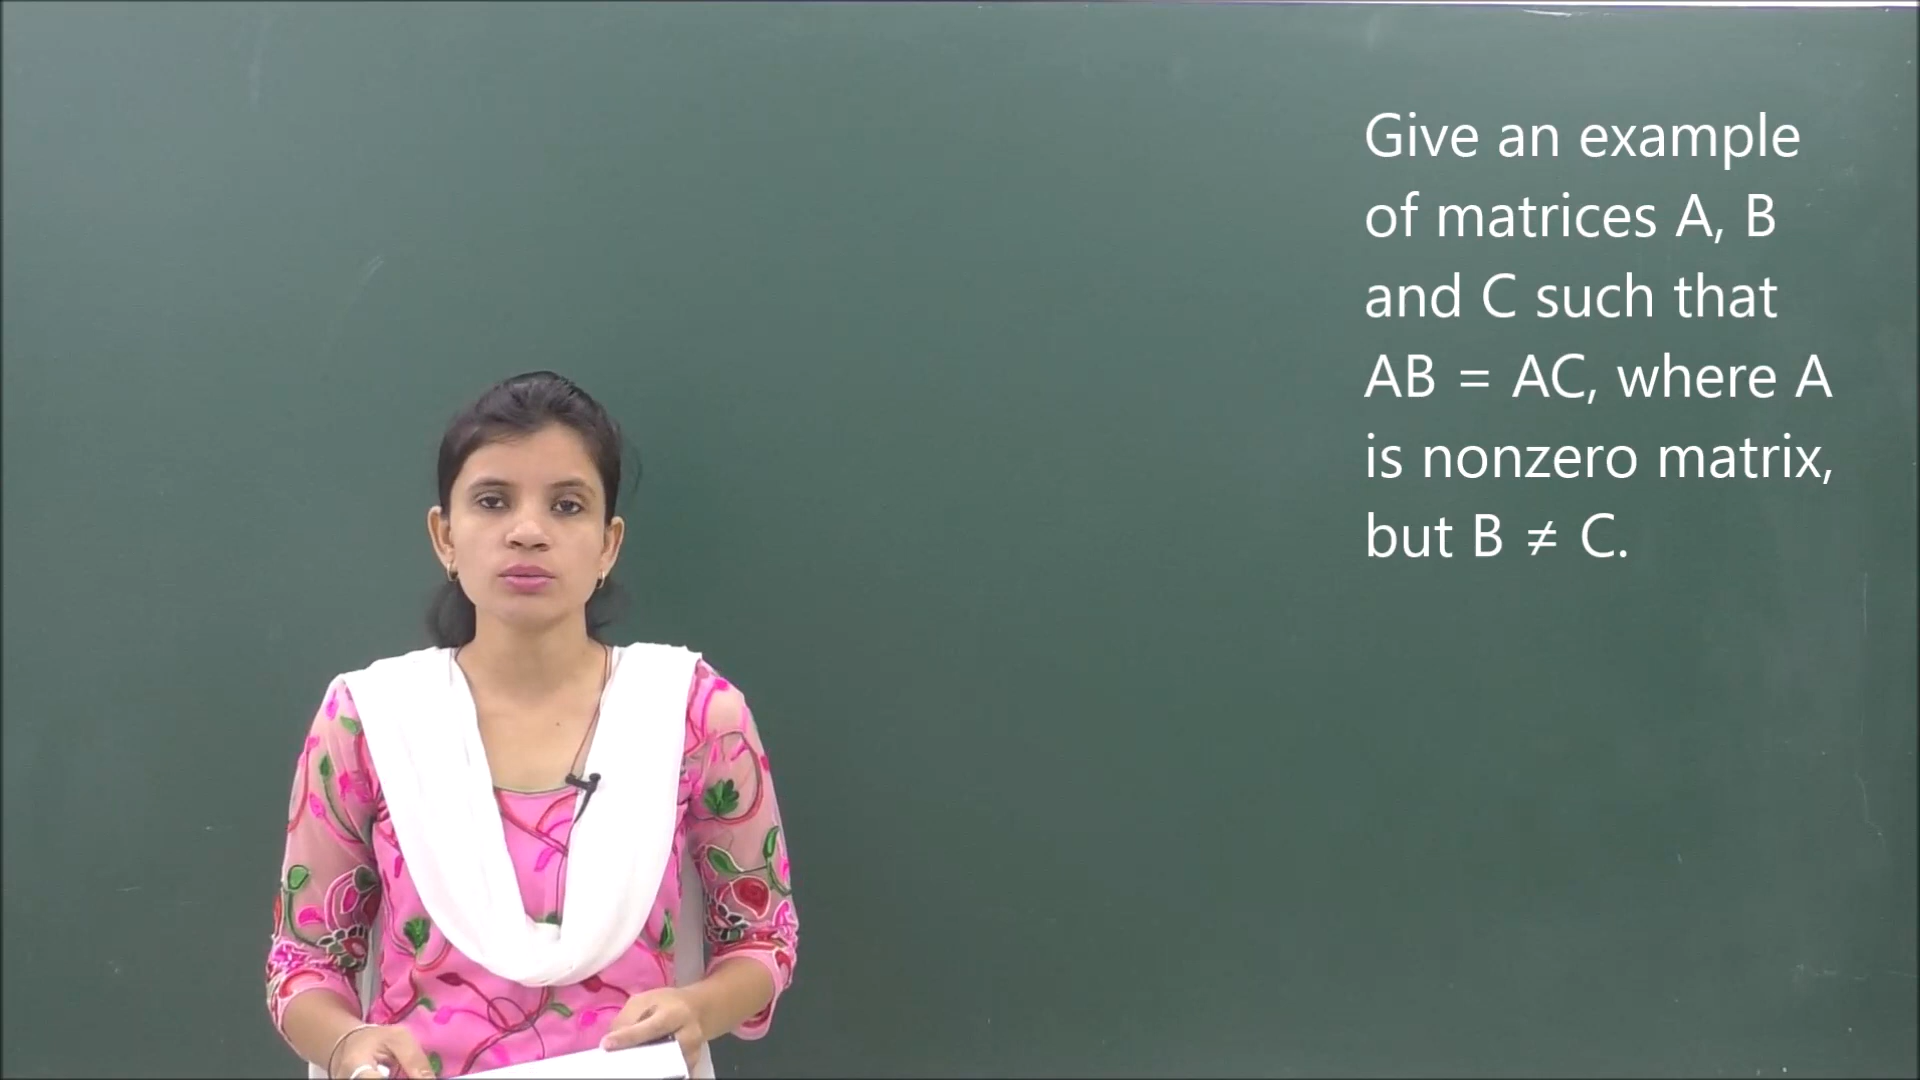 Give an example
of matrices A, B
and C such that
AB = AC, where A
is nonzero matrix,
but B ≠ C.